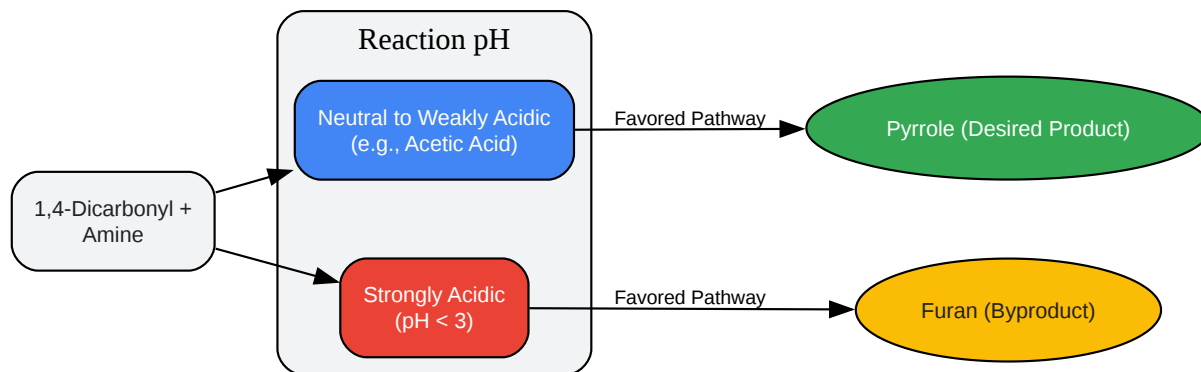 Reaction pH
Neutral to Weakly Acidic
(e.g., Acetic Acid)
Favored Pathway
Pyrrole (Desired Product)
1,4-Dicarbonyl +
Amine
Strongly Acidic
(pH < 3)
Favored Pathway
Furan (Byproduct)